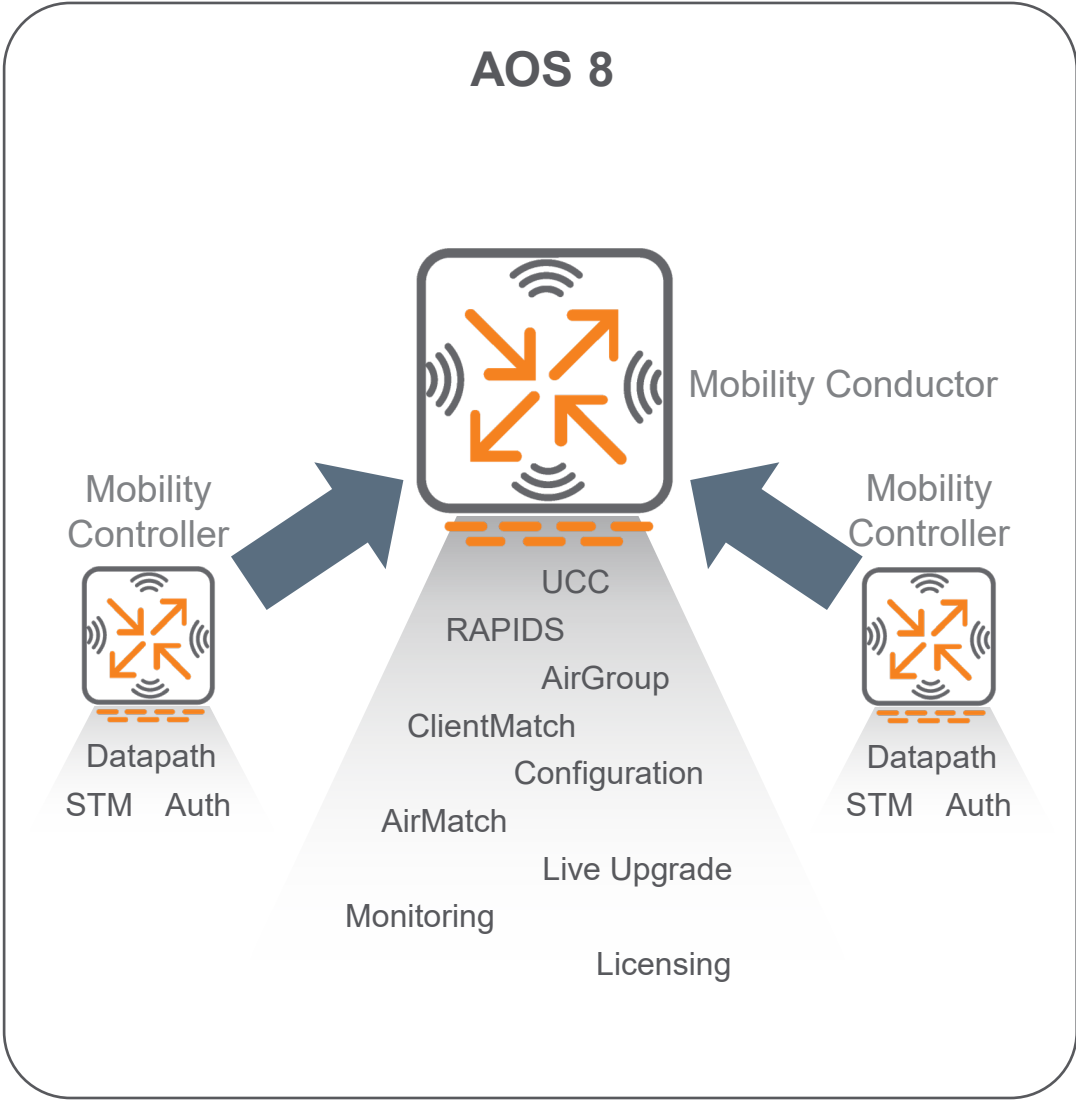 AOS 8
Mobility Conductor
Mobility
Controller
Datapath
STM Auth
UCC
RAPIDS
AirGroup
ClientMatch
Configuration
AirMatch
Live Upgrade
Monitoring
Licensing
Mobility
Controller
Datapath
STM Auth